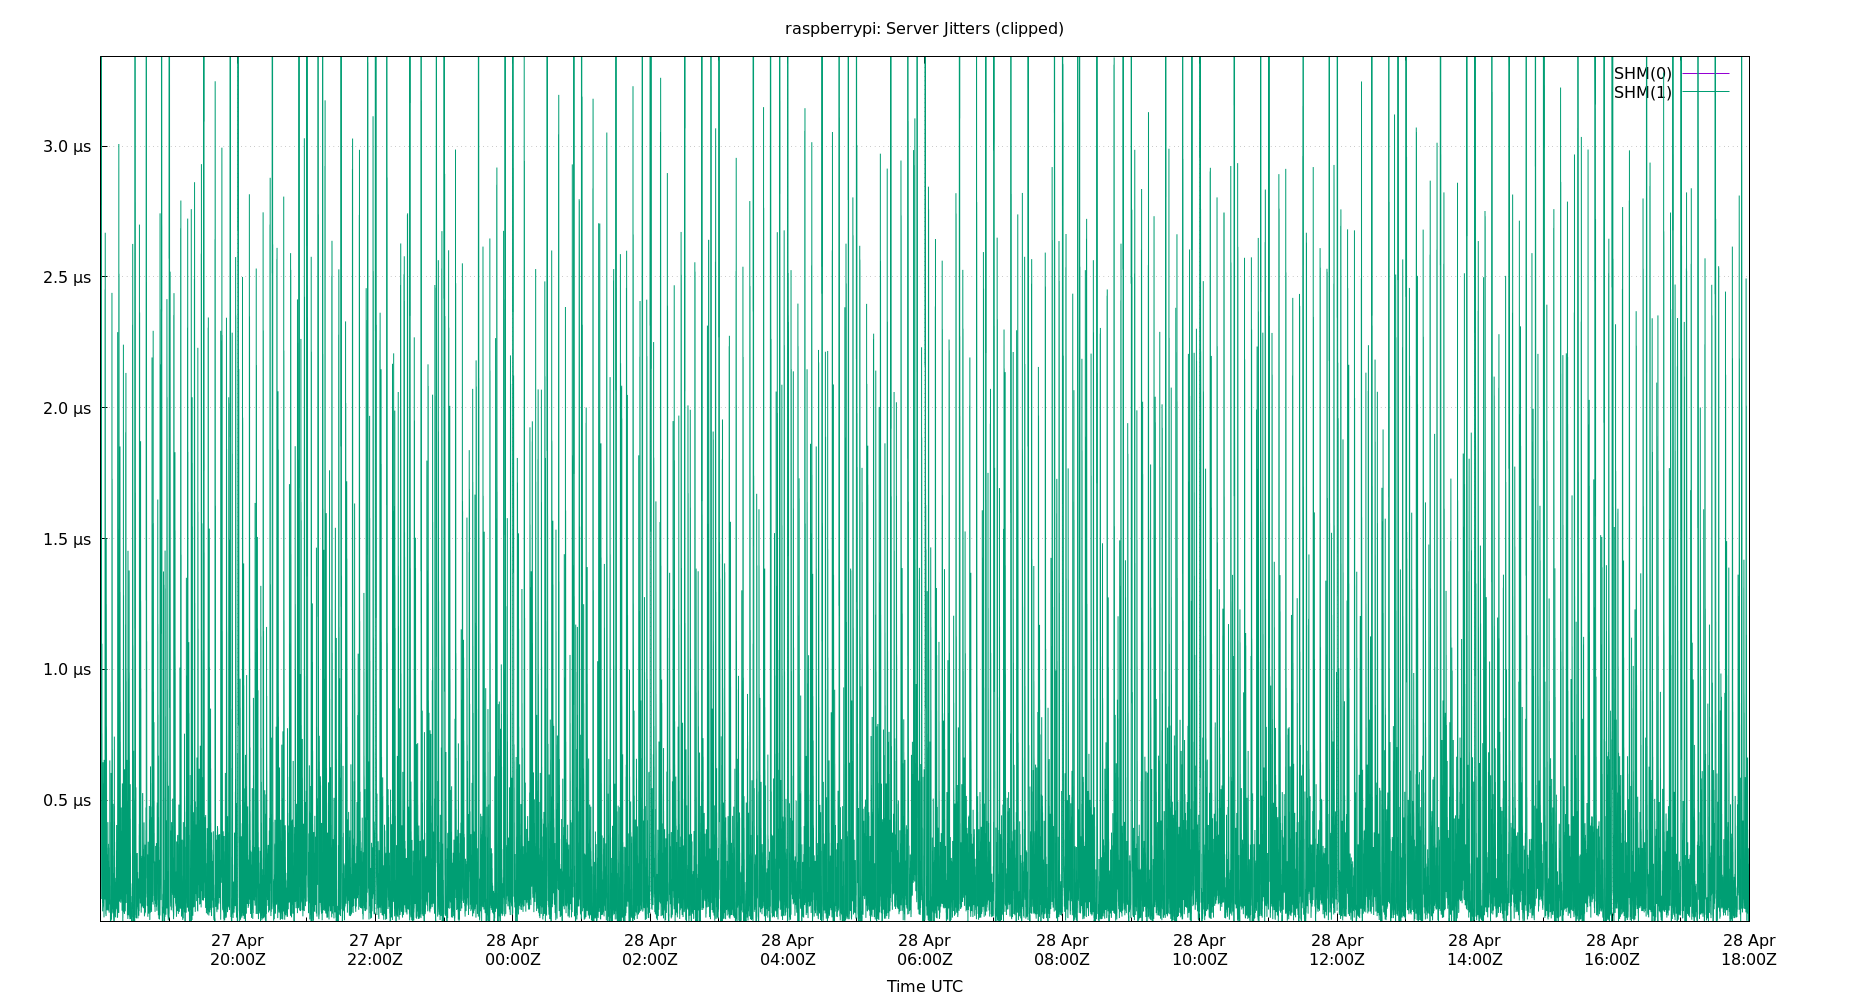 raspberrypi: Server Jitters (clipped)
SHM(0)
SHM(1)
3.0 µs
2.5 µs
2.0 µs
1.5 µs
1.0 µs
0.5 µs
27 Apr 27 Apr 28 Apr 28 Apr 28 Apr 28 Apr 28 Apr 28 Apr 28 Apr 28 Apr 28 Apr 28 Apr
20:00Z 22:00Z 00:00Z 02:00Z 04:00Z 06:00Z 08:00Z 10:00Z 12:00Z 14:00Z 16:00Z 18:00Z
Time UTC